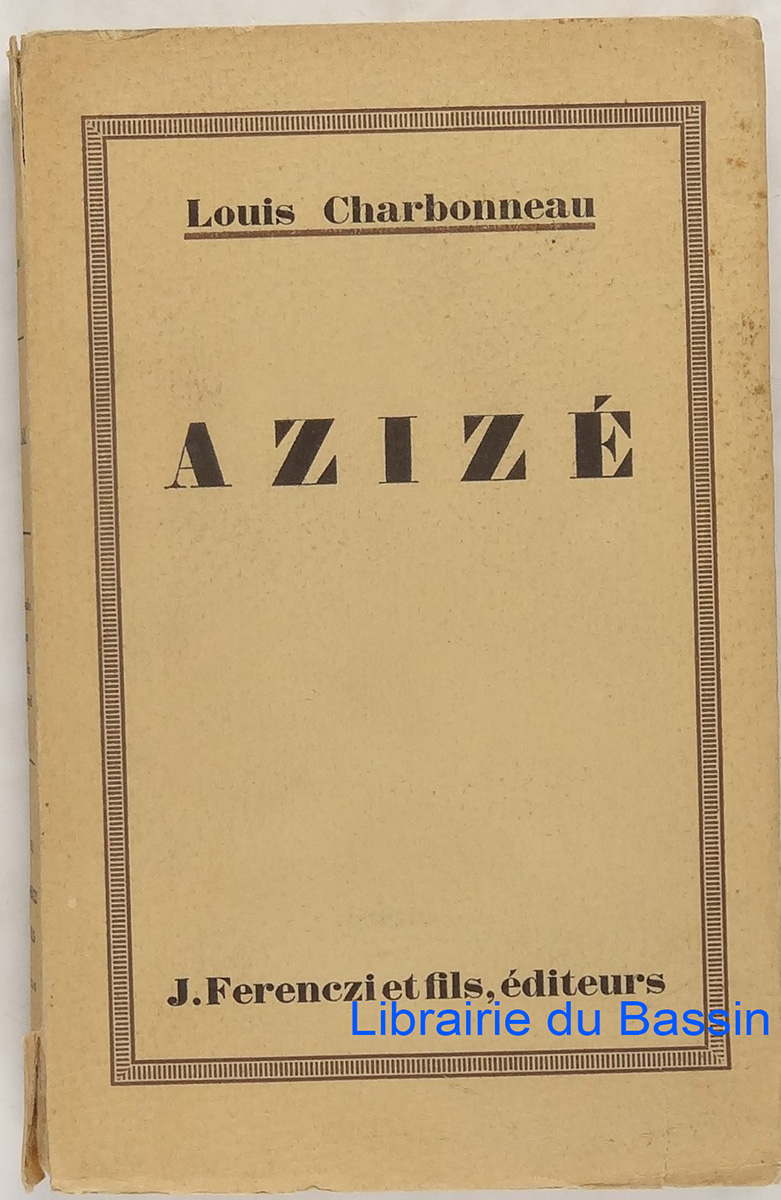 Louis Charbonneau
AZIZÉ
J. Ferenczi et fils, éditeurs
Librairie du Bassin